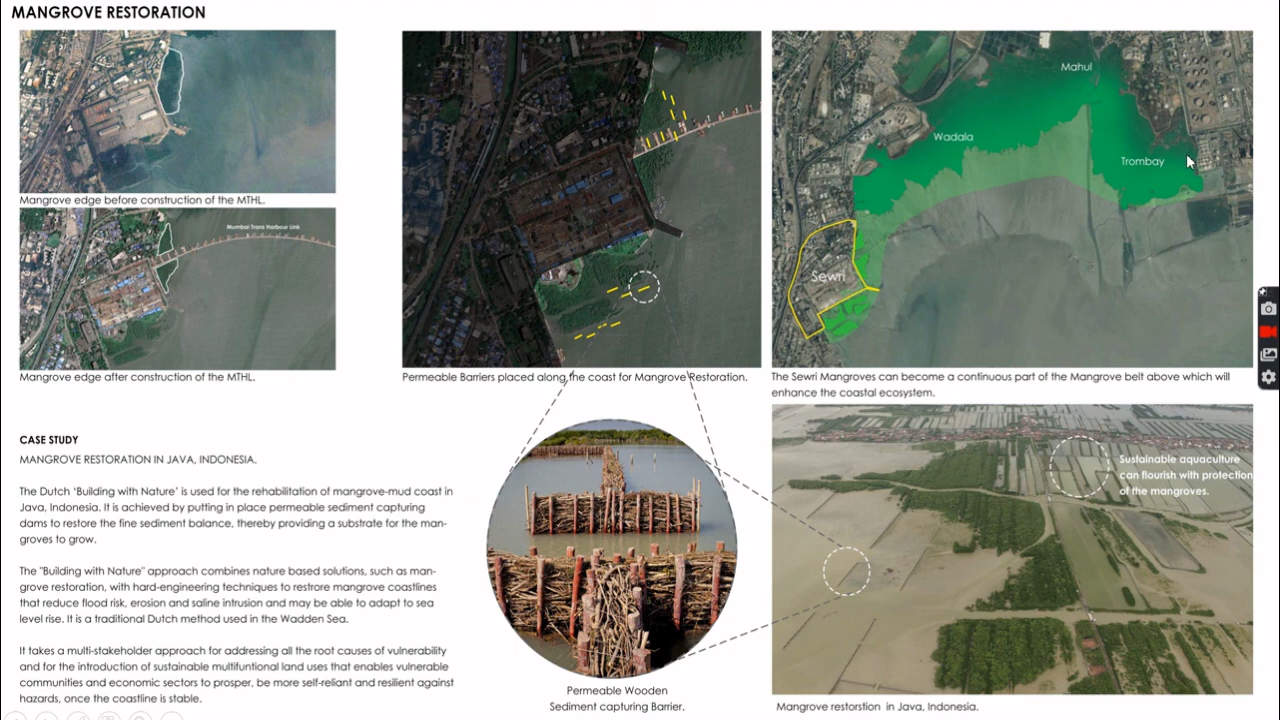 MANGROVE RESTORATION
Mangrove edge before construction of the MTHL.
Mumbai Trans Harbour Link
Mangrove edge after construction of the MTHL.
Permeable Barriers placed along the coast for Mangrove Restoration.
Mahul
Wadala
Trombay
Sewri
The Sewri Mangroves can become a continuous part of the Mangrove belt above which will
enhance the coastal ecosystem.
CASE STUDY
MANGROVE RESTORATION IN JAVA, INDONESIA.
The Dutch ‘Building with Nature’ is used for the rehabilitation of mangrove-mud coast in
Java, Indonesia. It is achieved by putting in place permeable sediment capturing
dams to restore the fine sediment balance, thereby providing a substrate for the man-
groves to grow.
The "Building with Nature" approach combines nature based solutions, such as man-
grove restoration, with hard-engineering techniques to restrore mangrove coastlines
that reduce flood risk, erosion and saline intrusion and may be able to adapt to sea
level rise. It is a traditional Dutch method used in the Wadden Sea.
It takes a multi-stakeholder approach for addressing all the root causes of vulnerability
and for the introduction of sustainable multifuntional land uses that enables vulnerable
communities and economic sectors to prosper, be more self-reliant and resilient against
hazards, once the coastline is stable.
Permeable Wooden
Sediment capturing Barrier.
Sustainable aquaculture
can flourish with protection
of the mangroves.
Mangrove restorstion in Java, Indonesia.